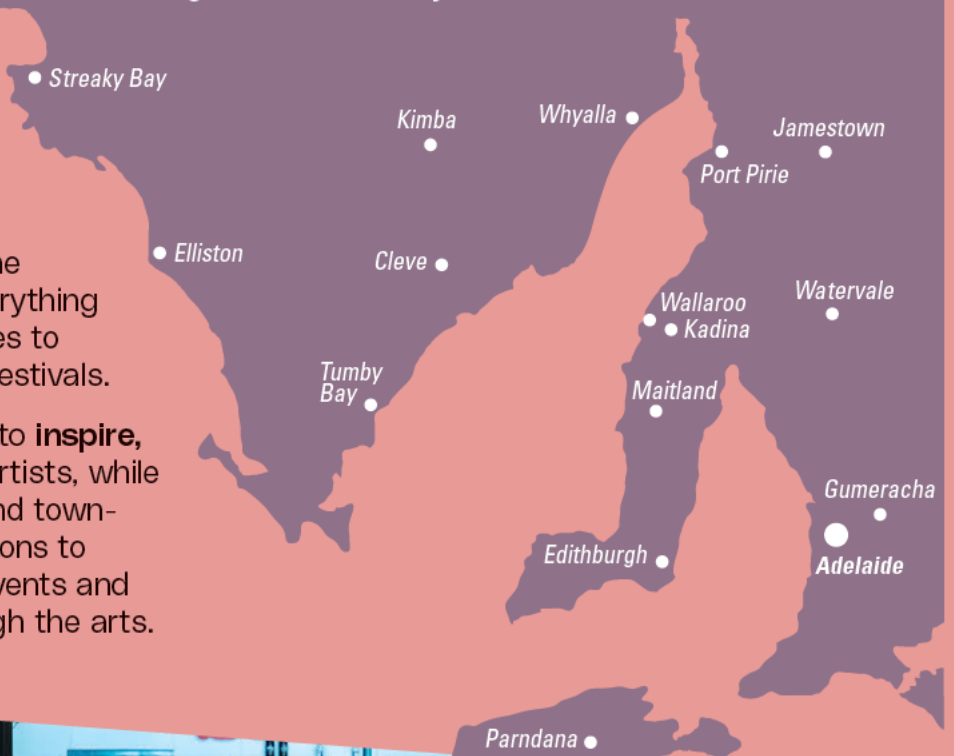 Streaky Bay
Kimba
Whyalla
Jamestown
Port Pirie
Elliston
Cleve
Watervale
Wallaroo
Kadina
Tumby
Bay
Maitland
Gumeracha
Adelaide
Edithburgh
Parndana
rything
es to
estivals.
to inspire,
rtists, while
nd town-
ons to
vents and
gh the arts.